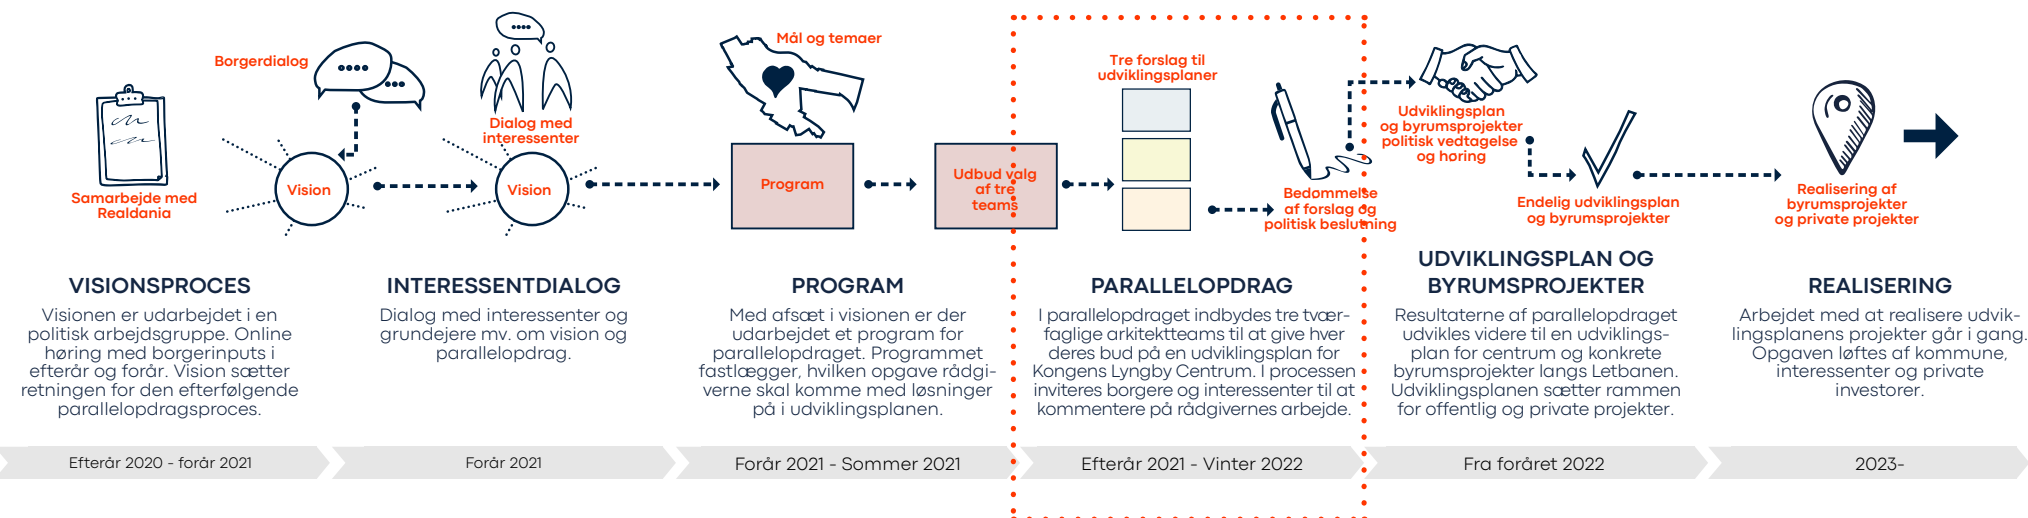 Samarbejde med
Realdania
Borgerdialog
Vision
Dialog med
interessenter
Vision
Mål og temaer
Program
Udbud valg
af tre
teams
Tre forslag til
udviklingsplaner
Bedømmelse
af forslag og
politisk beslutning
Udviklingsplan
og byrumsprojekter
politisk vedtagelse
og høring
Endelig udviklingsplan
og byrumsprojekter
Realisering af
byrumsprojekter
og private projekter
VISIONSPROCES
Visionen er udarbejdet i en
politisk arbejdsgruppe. Online
høring med borgerinputs i
efterår og forår. Vision sætter
retningen for den efterfølgende
parallelopdragsproces.
INTERESSENTDIALOG
Dialog med interessenter og
grundejere mv. om vision og
parallelopdrag.
PROGRAM
Med afsæt i visionen er der
udarbejdet et program for
parallelopdraget. Programmet
fastlægger, hvilken opgave rådgi-
verne skal komme med løsninger
på i udviklingsplanen.
PARALLELOPDRAG
I parallelopdraget indbydes tre tvær-
faglige arkitektteams til at give hver
deres bud på en udviklingsplan for
Kongens Lyngby Centrum. I processen
inviteres borgere og interessenter til at
kommentere på rådgivernes arbejde.
UDVIKLINGSPLAN OG
BYRUMSPROJEKTER
Resultaterne af parallelopdraget
udvikles videre til en udviklings-
plan for centrum og konkrete
byrumsprojekter langs Letbanen.
Udviklingsplanen sætter rammen
for offentlig og private projekter.
REALISERING
Arbejdet med at realisere udvik-
lingsplanens projekter går i gang.
Opgaven løftes af kommune,
interessenter og private
investorer.
Efterår 2020 - forår 2021
Forår 2021
Forår 2021 - Sommer 2021
Efterår 2021 - Vinter 2022
Fra foråret 2022
2023-